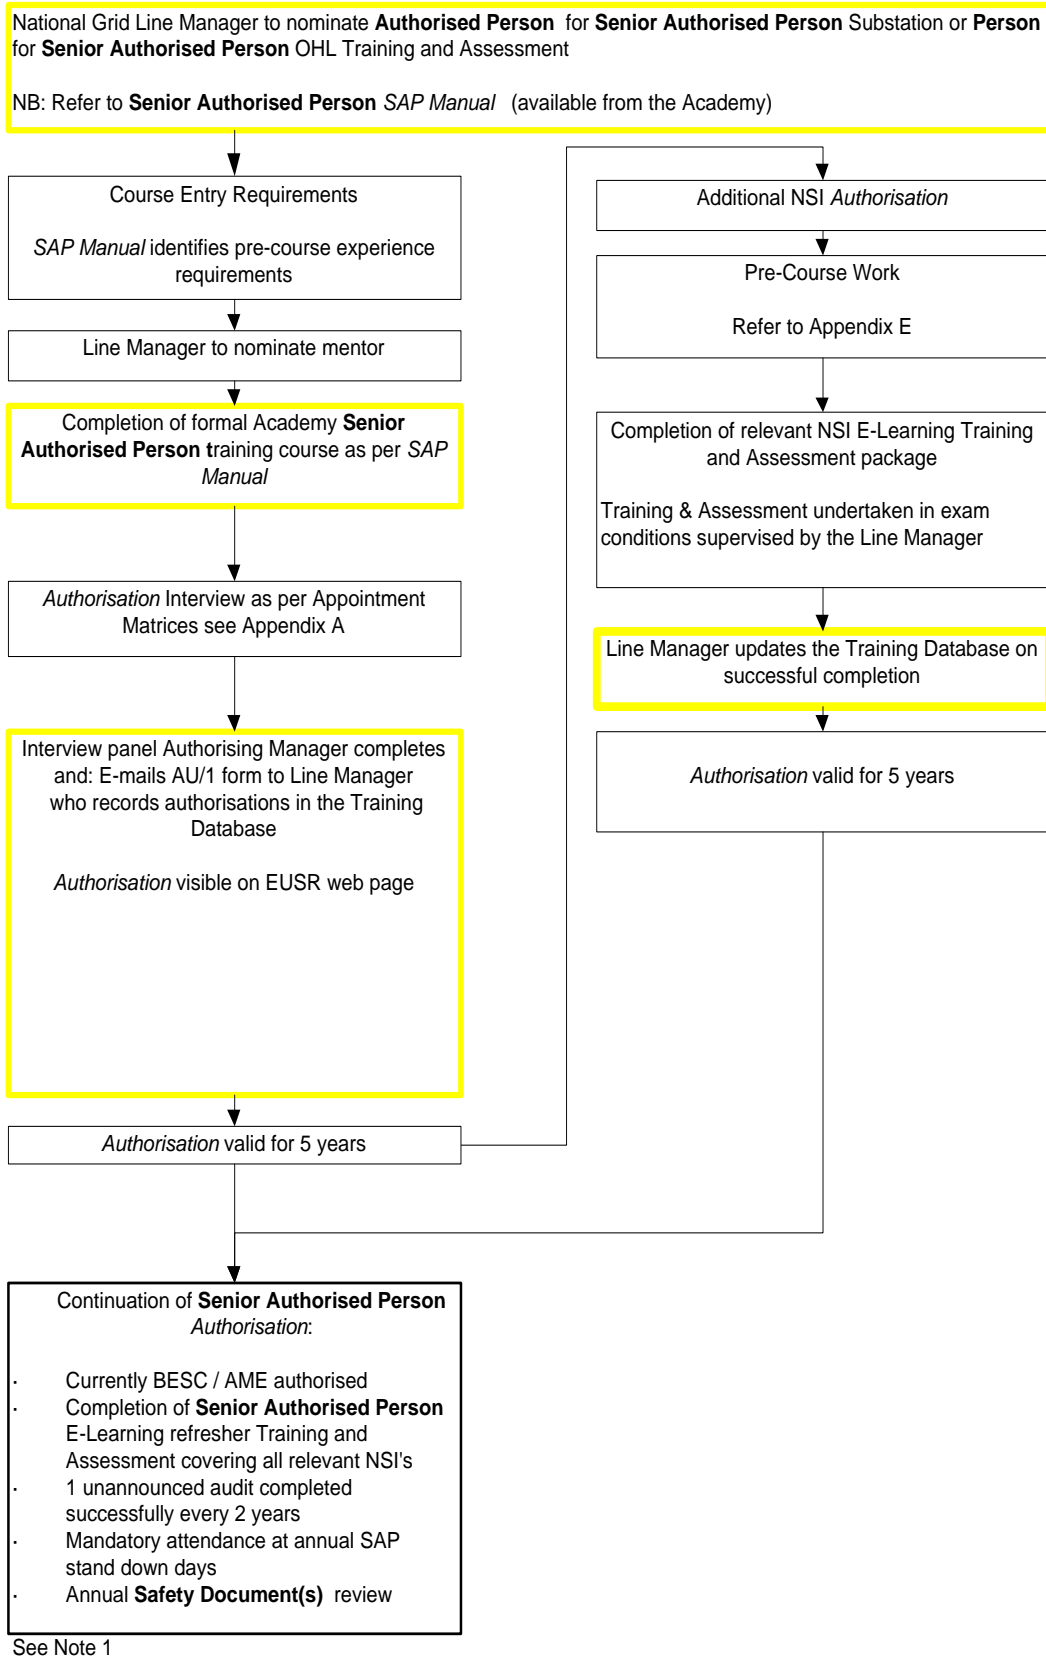 National Grid Line Manager to nominate Authorised Person for Senior Authorised Person Substation or Person
for Senior Authorised Person OHL Training and Assessment
NB: Refer to Senior Authorised Person SAP Manual (available from the Academy)
Course Entry Requirements
SAP Manual identifies pre-course experience
requirements
Line Manager to nominate mentor
Completion of formal Academy Senior
Authorised Person training course as per SAP
Manual
Authorisation Interview as per Appointment
Matrices see Appendix A
Interview panel Authorising Manager completes
and: E-mails AU/1 form to Line Manager
who records authorisations in the Training
Database
Authorisation visible on EUSR web page
Authorisation valid for 5 years
Additional NSI Authorisation
Pre-Course Work
Refer to Appendix E
Completion of relevant NSI E-Learning Training
and Assessment package
Training & Assessment undertaken in exam
conditions supervised by the Line Manager
Line Manager updates the Training Database on
successful completion
Authorisation valid for 5 years
Continuation of Senior Authorised Person
Authorisation:
· Currently BESC / AME authorised
· Completion of Senior Authorised Person
E-Learning refresher Training and
Assessment covering all relevant NSI's
· 1 unannounced audit completed
successfully every 2 years
· Mandatory attendance at annual SAP
stand down days
· Annual Safety Document(s) review
See Note 1